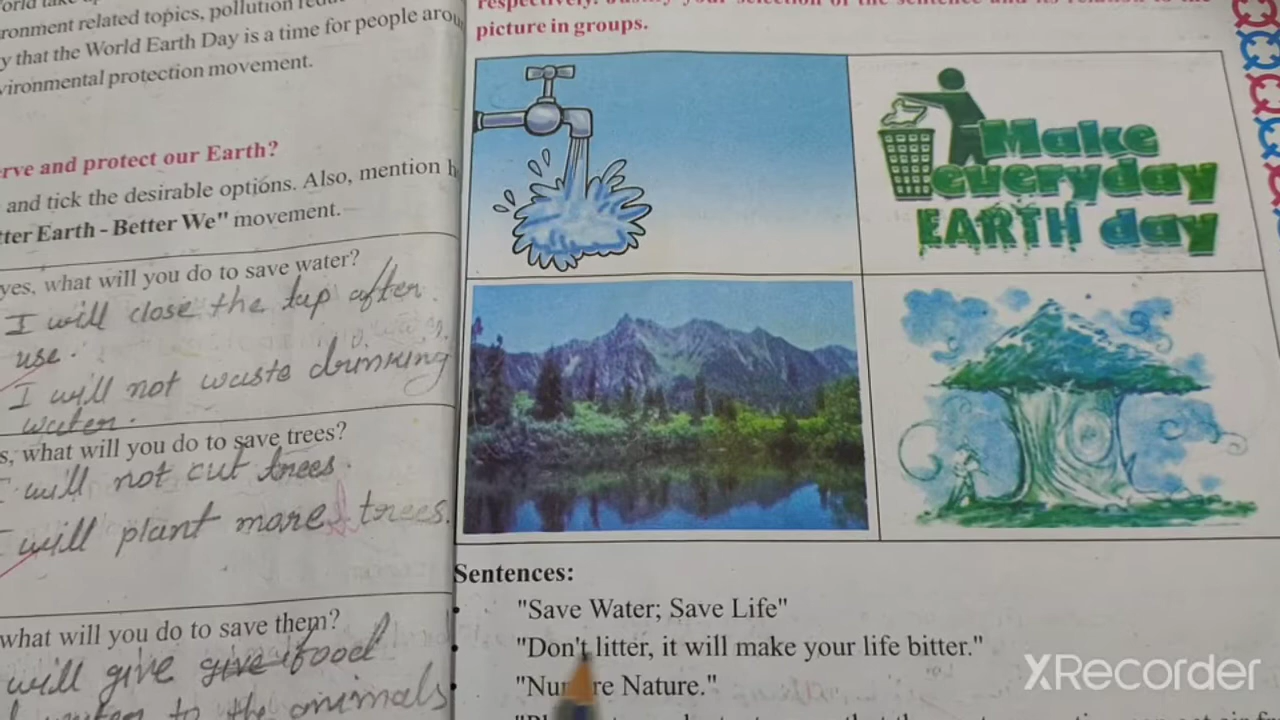 ronment related topics, pollution
y that the World Earth Day is a time for people
vironmental protection movement.
rve and protect our Earth?
and tick the desirable options. Also, mention
tter Earth - Better We" movement.
yes, what will you do to save water?
I will close the tap after
use.
I will not waste drinking
water.
s, what will you do to save trees?
I will not cut trees.
I will plant more trees.
what will you do to save them?
will give give food
to the animals
picture in groups.
Make
everyday
EARTH day
Sentences:
"Save Water; Save Life"
"Don't litter, it will make your life bitter."
Nature."
XRecorder